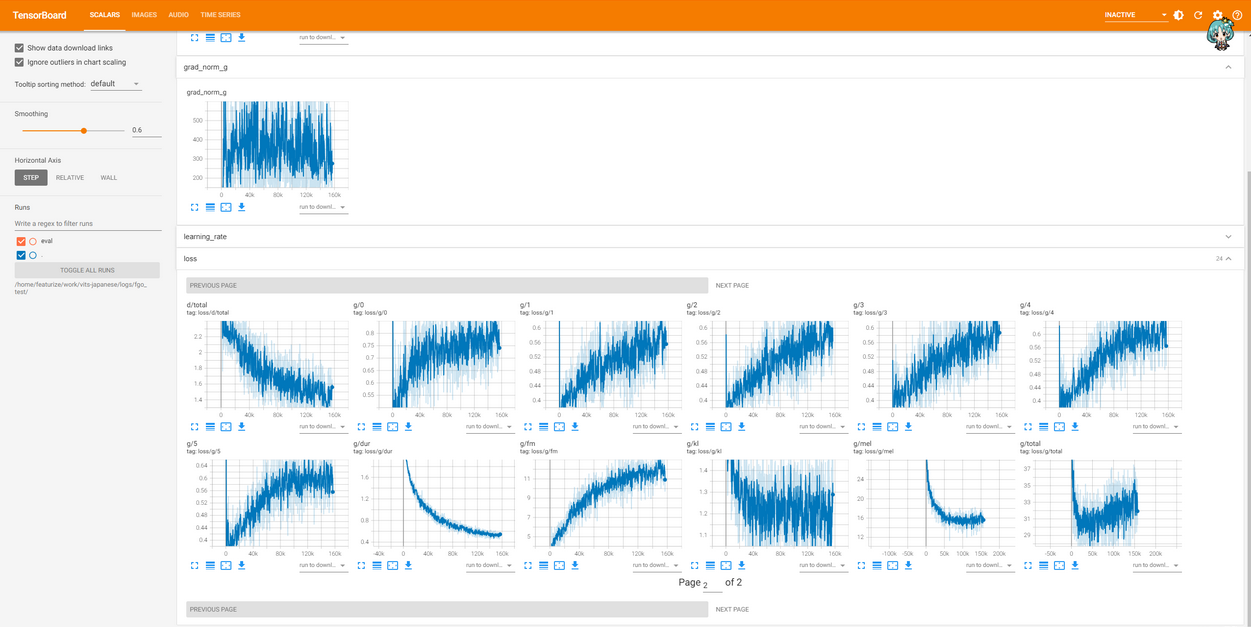 TensorBoard SCALARS IMAGES AUDIO TIME SERIES INACTIVE
Show data download links
Ignore outliers in chart scaling
Tooltip sorting method: default
Smoothing
0.6
Horizontal Axis
STEP RELATIVE WALL
Runs
Write a regex to filter runs
eval
.
TOGGLE ALL RUNS
/home/featurize/work/vits-japanese/logs/fgo_
test/
run to downl...
grad_norm_g
grad_norm_g
500
400
300
200
0 40k 80k 120k 160k
run to downl...
learning_rate
loss 24
PREVIOUS PAGE NEXT PAGE
d/total
tag: loss/d/total
2.2
2
1.8
1.6
1.4
0 40k 80k 120k 160k
run to downl...
g/0
tag: loss/g/0
0.8
0.75
0.7
0.65
0.6
0.55
0 40k 80k 120k 160k
run to downl...
g/1
tag: loss/g/1
0.6
0.56
0.52
0.48
0.44
0.4
0 40k 80k 120k 160k
run to downl...
g/2
tag: loss/g/2
0.6
0.56
0.52
0.48
0.44
0.4
0 40k 80k 120k 160k
run to downl...
g/3
tag: loss/g/3
0.6
0.56
0.52
0.48
0.44
0.4
0 40k 80k 120k 160k
run to downl...
g/4
tag: loss/g/4
0.6
0.56
0.52
0.48
0.44
0.4
0 40k 80k 120k 160k
run to downl...
g/5
tag: loss/g/5
0.64
0.6
0.56
0.52
0.48
0.44
0.4
0 40k 80k 120k 160k
run to downl...
g/dur
tag: loss/g/dur
1.6
1.2
0.8
0.4
-40k 0 40k 80k 120k 160k
run to downl...
g/fm
tag: loss/g/fm
11
9
7
5
0 40k 80k 120k 160k
run to downl...
g/kl
tag: loss/g/kl
1.4
1.3
1.2
1.1
0 40k 80k 120k 160k
run to downl...
g/mel
tag: loss/g/mel
24
20
16
12
-100k -50k 0 50k 100k 150k 200k
run to downl...
g/total
tag: loss/g/total
37
35
33
31
29
-50k 0 50k 100k 150k 200k
run to downl...
Page 2 of 2
PREVIOUS PAGE NEXT PAGE